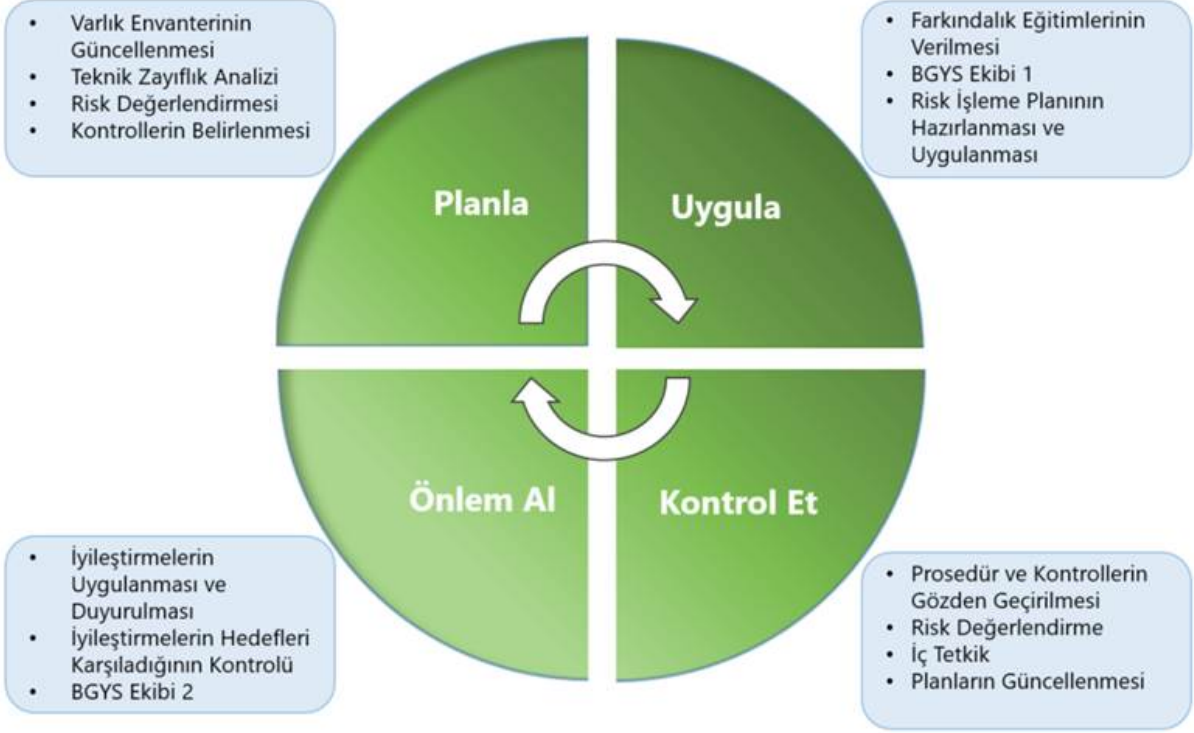 • Varlık Envanterinin
Güncellenmesi
• Teknik Zayıflık Analizi
• Risk Değerlendirmesi
• Kontrollerin Belirlenmesi
• Farkındalık Eğitimlerinin
Verilmesi
• BGYS Ekibi 1
• Risk İşleme Planının
Hazırlanması ve
Uygulanması
Planla
Uygula
Önlem Al
Kontrol Et
• İyileştirmelerin
Uygulanması ve
Duyurulması
• İyileştirmelerin Hedefleri
Karşıladığının Kontrolü
• BGYS Ekibi 2
• Prosedür ve Kontrollerin
Gözden Geçirilmesi
• Risk Değerlendirme
• İç Tetkik
• Planların Güncellenmesi